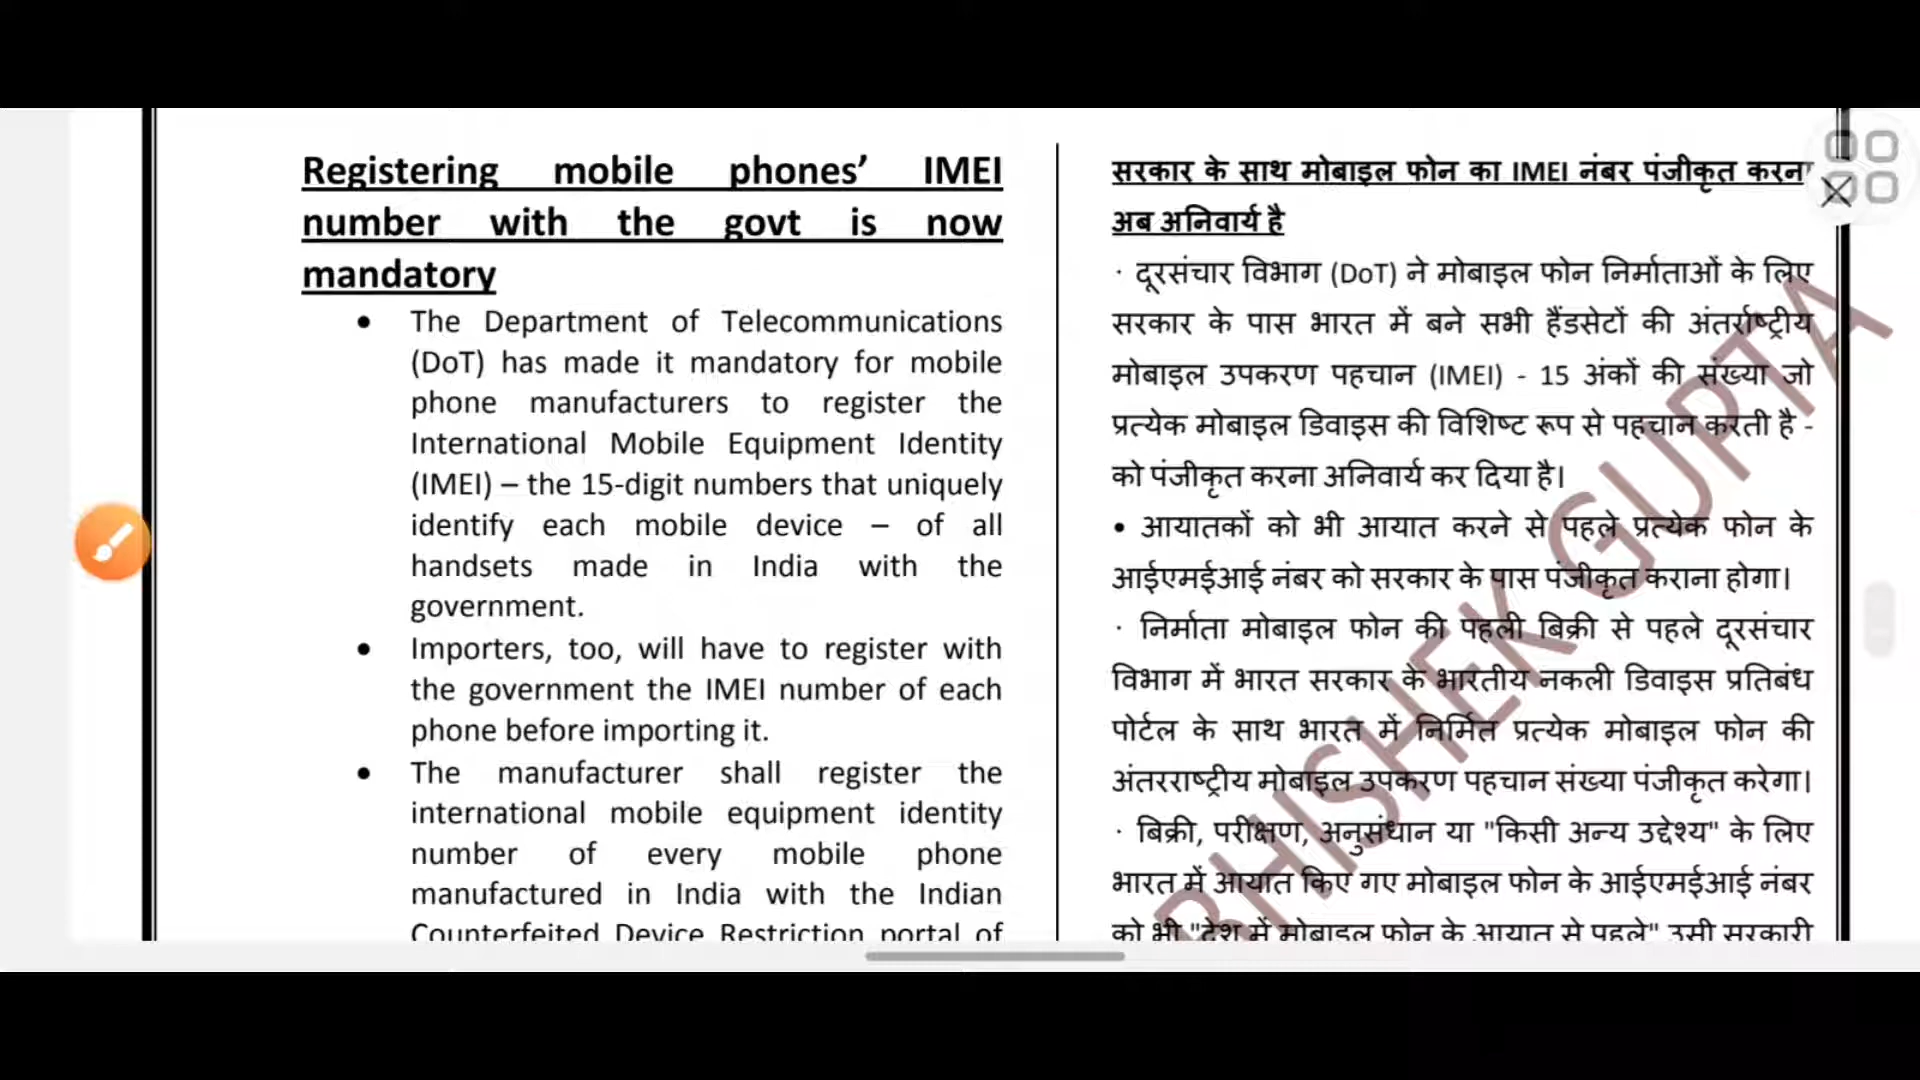 Registering mobile phones’ IMEI
number with the govt is now
mandatory
• The Department of Telecommunications
(DoT) has made it mandatory for mobile
phone manufacturers to register the
International Mobile Equipment Identity
(IMEI) – the 15-digit numbers that uniquely
identify each mobile device – of all
handsets made in India with the
government.
• Importers, too, will have to register with
the government the IMEI number of each
phone before importing it.
• The manufacturer shall register the
international mobile equipment identity
number of every mobile phone
manufactured in India with the Indian
Counterfeited Device Restriction portal of
सरकार के साथ मोबाइल फोन का IMEI नंबर पंजीकृत करना
अब अनिवार्य है
· दूरसंचार विभाग (DoT) ने मोबाइल फोन निर्माताओं के लिए
सरकार के पास भारत में बने सभी हैंडसेटों की अंतर्राष्ट्रीय
मोबाइल उपकरण पहचान (IMEI) - 15 अंकों की संख्या जो
प्रत्येक मोबाइल डिवाइस की विशिष्ट रूप से पहचान करती है -
को पंजीकृत करना अनिवार्य कर दिया है।
• आयातकों को भी आयात करने से पहले प्रत्येक फोन के
आईएमईआई नंबर को सरकार के पास पंजीकृत कराना होगा।
· निर्माता मोबाइल फोन की पहली बिक्री से पहले दूरसंचार
विभाग में भारत सरकार के भारतीय नकली डिवाइस प्रतिबंध
पोर्टल के साथ भारत में निर्मित प्रत्येक मोबाइल फोन की
अंतरराष्ट्रीय मोबाइल उपकरण पहचान संख्या पंजीकृत करेगा।
· बिक्री, परीक्षण, अनुसंधान या "किसी अन्य उद्देश्य" के लिए
भारत में आयात किए गए मोबाइल फोन के आईएमईआई नंबर
को भी "देश में मोबाइल फोन के आयात से पहले" उसी सरकारी
BHISHEK GUPTA